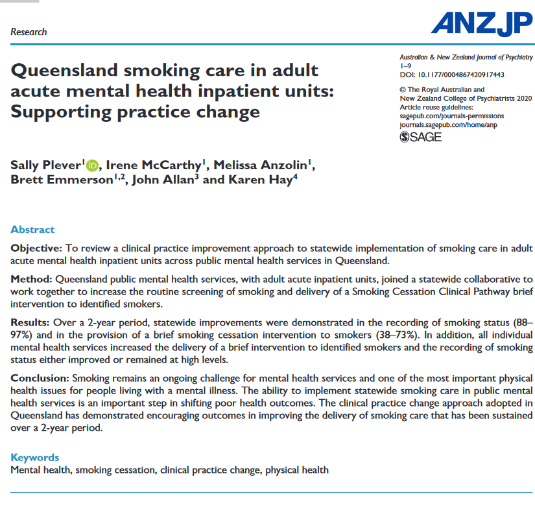 Research
ANZJP
Queensland smoking care in adult
acute mental health inpatient units:
Supporting practice change
Australian & New Zealand Journal of Psychiatry
1–9
DOI: 10.1177/0004867420917443
© The Royal Australian and
New Zealand College of Psychiatrists 2020
Article reuse guidelines:
sagepub.com/journals-permissions
journals.sagepub.com/home/anp
SAGE
Sally Plever1 iD, Irene McCarthy1, Melissa Anzolin1,
Brett Emmerson1,2, John Allan3 and Karen Hay4
Abstract
Objective: To review a clinical practice improvement approach to statewide implementation of smoking care in adult
acute mental health inpatient units across public mental health services in Queensland.
Method: Queensland public mental health services, with adult acute inpatient units, joined a statewide collaborative to
work together to increase the routine screening of smoking and delivery of a Smoking Cessation Clinical Pathway brief
intervention to identified smokers.
Results: Over a 2-year period, statewide improvements were demonstrated in the recording of smoking status (88–
97%) and in the provision of a brief smoking cessation intervention to smokers (38–73%). In addition, all individual
mental health services increased the delivery of a brief intervention to identified smokers and the recording of smoking
status either improved or remained at high levels.
Conclusion: Smoking remains an ongoing challenge for mental health services and one of the most important physical
health issues for people living with a mental illness. The ability to implement statewide smoking care in public mental
health services is an important step in shifting poor health outcomes. The clinical practice change approach adopted in
Queensland has demonstrated encouraging outcomes in improving the delivery of smoking care that has been sustained
over a 2-year period.
Keywords
Mental health, smoking cessation, clinical practice change, physical health